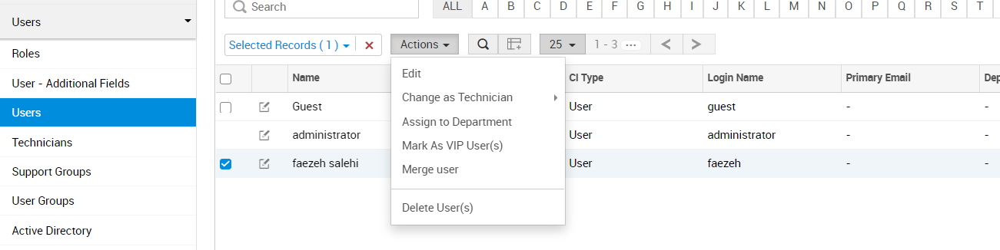 Search
ALL A B C D E F G H I J K L M N O P Q R S T
Users
Selected Records ( 1 )
Actions
25
1 - 3
Roles
User - Additional Fields
Users
Technicians
Support Groups
User Groups
Active Directory
Edit
Change as Technician
Assign to Department
Mark As VIP User(s)
Merge user
Delete User(s)
Name CI Type Login Name Primary Email Dep
Guest User guest - -
administrator User administrator - -
faezeh salehi User faezeh - -